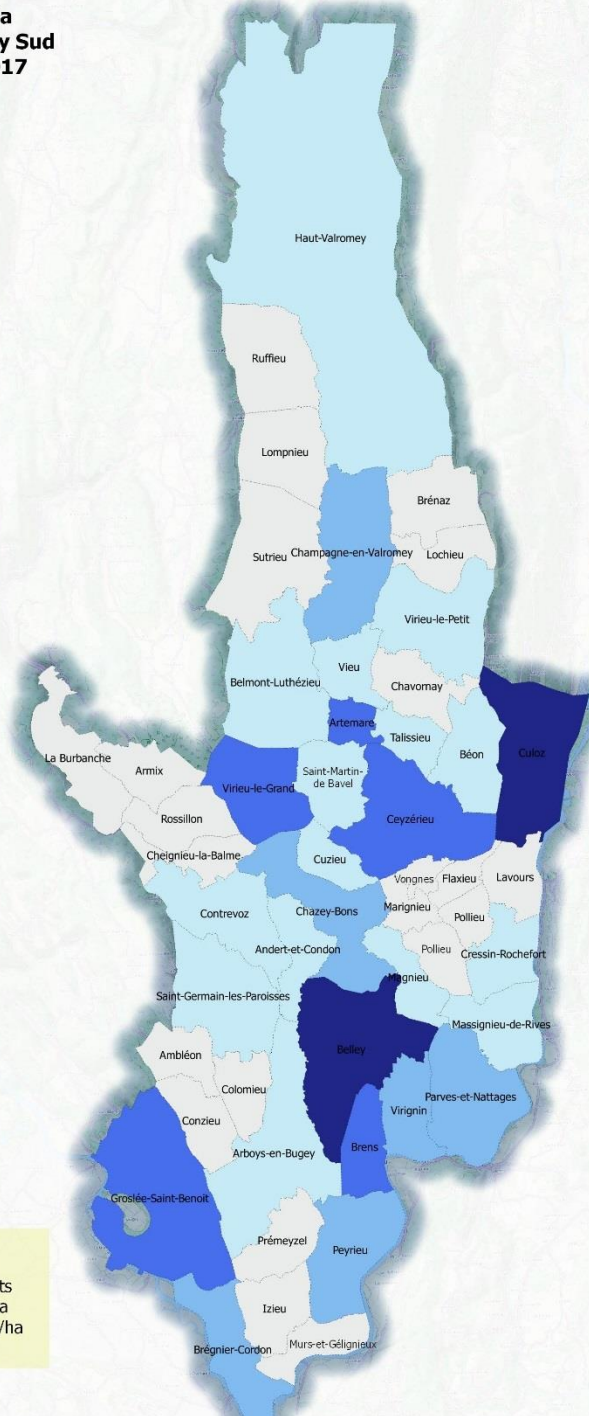 a
y Sud
17
Haut-Valromey
Ruffieu
Lompnieu
Brénaz
Sutrieu
Champagne-en-Valromey
Lochieu
Virieu-le-Petit
Belmont-Luthézieu
Vieu
Chavornay
Artemare
Talissieu
Béon
Culoz
La Burbanche
Armix
Virieu-le-Grand
Saint-Martin-
de Bavel
Rossillon
Ceyzérieu
Cheignieu-la-Balme
Cuzieu
Vongnes
Flaxieu
Lavours
Contrevoz
Chazey-Bons
Marignieu
Pollieu
Andert-et-Condon
Pollieu
Cressin-Rochefort
Magnieu
Saint-Germain-les-Paroisses
Massignieu-de-Rives
Belley
Ambléon
Colomieu
Parves-et-Nattages
Conzieu
Virignin
Brens
Arboys-en-Bugey
Groslée-Saint-Benoit
Prémeyzel
Peyrieu
ts
a
/ha
Izieu
Murs-et-Gélignieux
Brégnier-Cordon